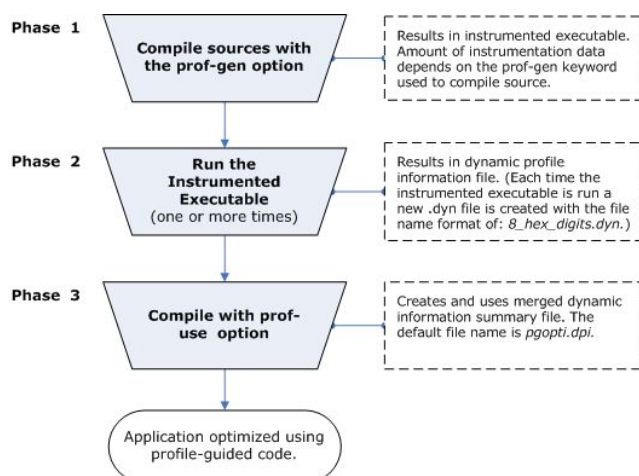 Phase 1
Compile sources with
the prof-gen option
Results in instrumented executable.
Amount of instrumentation data
depends on the prof-gen keyword
used to compile source.
Phase 2
Run the
Instrumented
Executable
(one or more times)
Results in dynamic profile
information file. (Each time the
instrumented executable is run a
new .dyn file is created with the file
name format of: 8_hex_digits.dyn.)
Phase 3
Compile with prof-
use option
Creates and uses merged dynamic
information summary file. The
default file name is pgopti.dpi.
Application optimized using
profile-guided code.